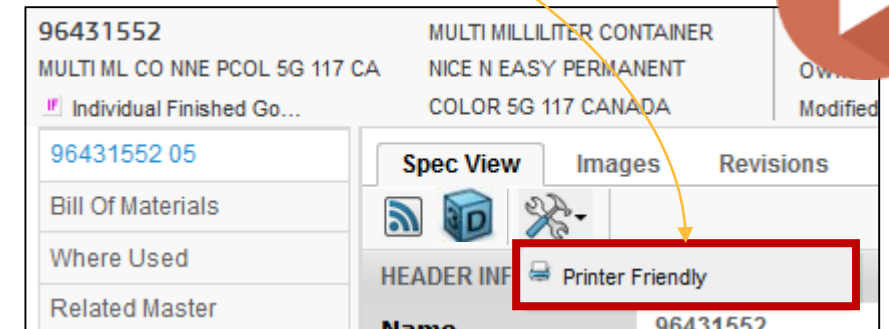 96431552
MULTI ML CO NNE PCOL 5G 117 CA
IF Individual Finished Go...
MULTI MILLILITER CONTAINER
NICE N EASY PERMANENT
COLOR 5G 117 CANADA
Modified
96431552 05
Bill Of Materials
Where Used
Related Master
Spec View Images Revisions
3D
HEADER INF
Printer Friendly
Name 96431552